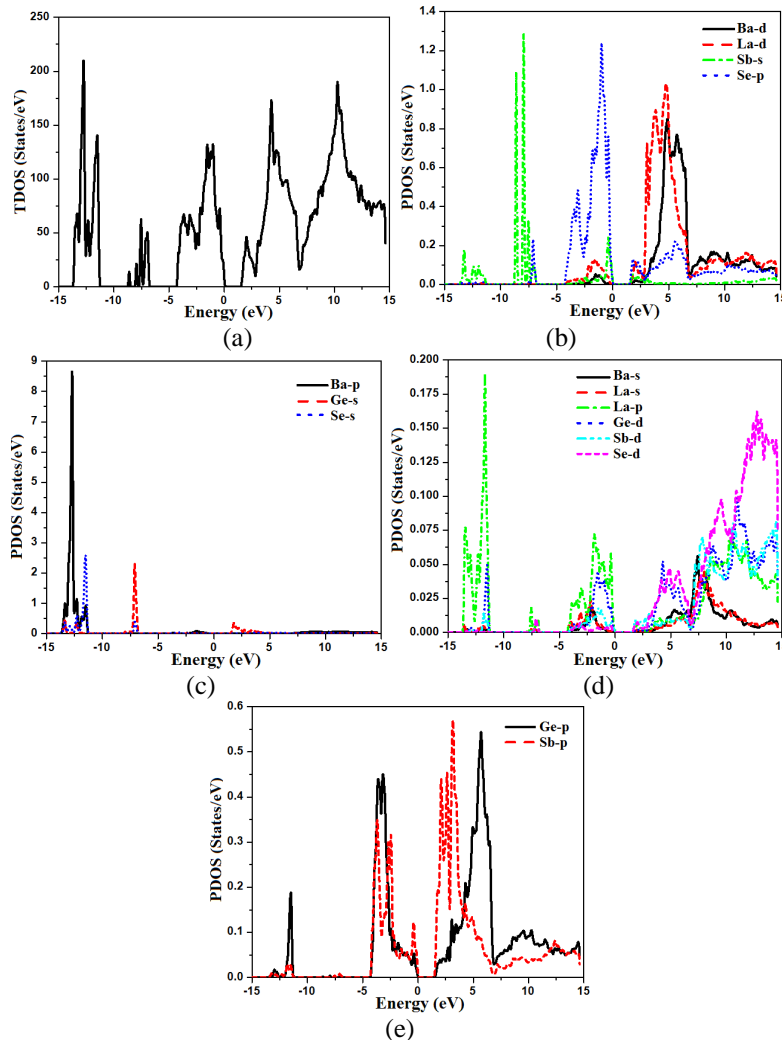 250
200
150
100
50
0
TDOS (States/eV)
-15 -10 -5 0 5 10 15
Energy (eV)
(a)
1.4
1.2
1.0
0.8
0.6
0.4
0.2
0.0
PDOS (States/eV)
Ba-d
La-d
Sb-s
Se-p
-15 -10 -5 0 5 10 15
Energy (eV)
(b)
9
8
7
6
5
4
3
2
1
0
PDOS (States/eV)
Ba-p
Ge-s
Se-s
-15 -10 -5 0 5 10 15
Energy (eV)
(c)
0.200
0.175
0.150
0.125
0.100
0.075
0.050
0.025
0.000
PDOS (States/eV)
Ba-s
La-s
La-p
Ge-d
Sb-d
Se-d
-15 -10 -5 0 5 10 15
Energy (eV)
(d)
0.6
0.5
0.4
0.3
0.2
0.1
0.0
PDOS (States/eV)
Ge-p
Sb-p
-15 -10 -5 0 5 10 15
Energy (eV)
(e)